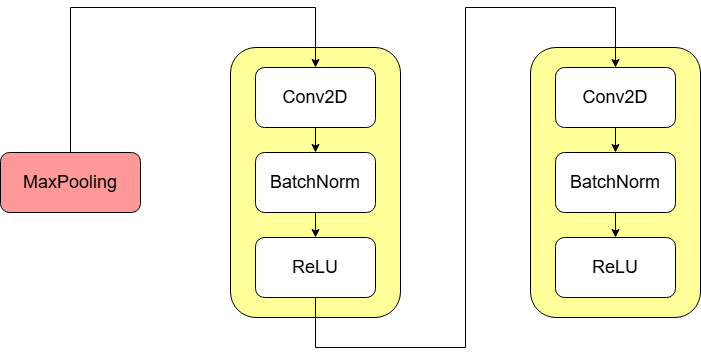 MaxPooling
Conv2D
BatchNorm
ReLU
Conv2D
BatchNorm
ReLU